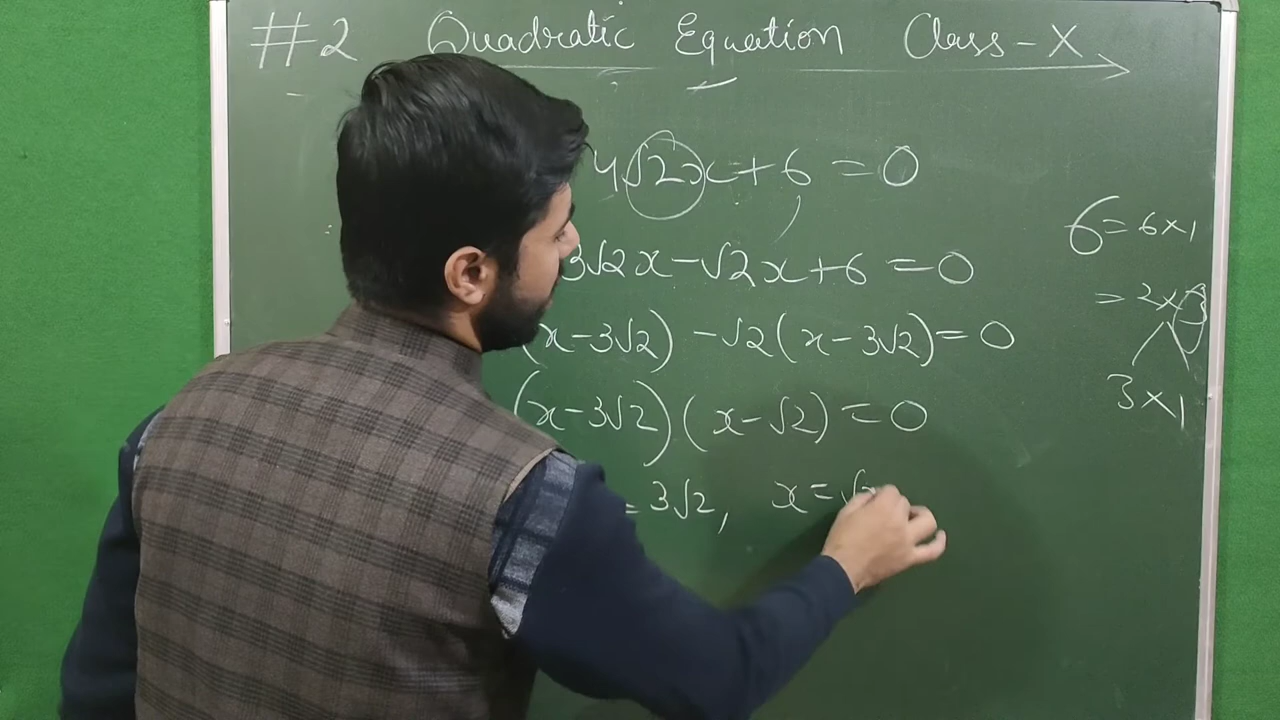 #2 Quadratic Equation Class-X
4√2x+6 = 0
3√2x-√2x+6 = 0
(x-3√2) -√2(x-3√2) = 0
(x-3√2)(x-√2) = 0
= 3√2, x=√2
6 = 6×1
= 2×3
3×1